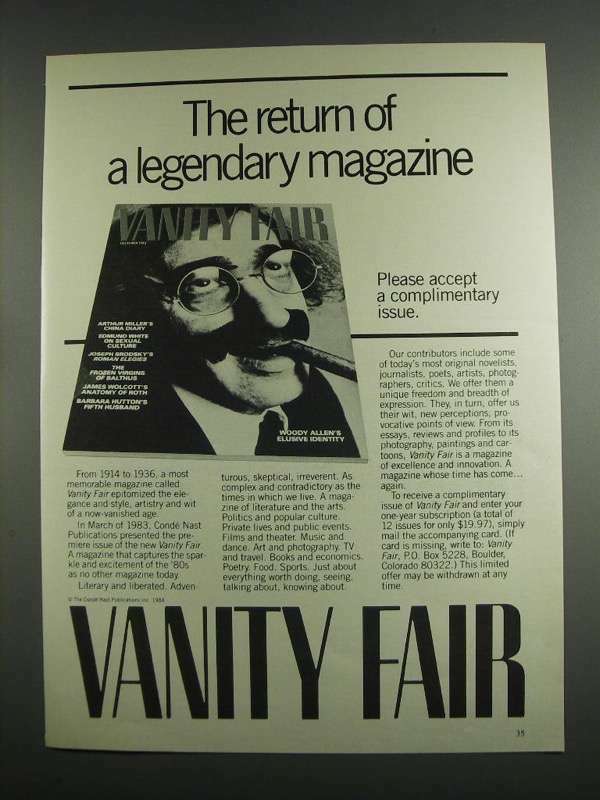 The return of
a legendary magazine
VANITY FAIR
ARTHUR MILLER'S
CHINA DIARY
EDMUND WHITE
ON SEXUAL
CULTURE
JOSEPH BRODSKY'S
ROMAN ELEGIES
THE
FROZEN VIRGINS
OF BALTHUS
JAMES WOLCOTT'S
ANATOMY OF ROTH
BARBARA HUTTON'S
FIFTH HUSBAND
WOODY ALLEN'S
ELUSIVE IDENTITY
Please accept
a complimentary
issue.
From 1914 to 1936, a most
memorable magazine called
Vanity Fair epitomized the ele-
gance and style, artistry and wit
of a now-vanished age.
In March of 1983, Condé Nast
Publications presented the pre-
miere issue of the new Vanity Fair.
A magazine that captures the spar-
kle and excitement of the '80s
as no other magazine today.
Literary and liberated. Adven-
turous, skeptical, irreverent. As
complex and contradictory as the
times in which we live. A maga-
zine of literature and the arts.
Politics and popular culture.
Private lives and public events.
Films and theater. Music and
dance. Art and photography. TV
and travel. Books and economics.
Poetry. Food. Sports. Just about
everything worth doing, seeing,
talking about, knowing about.
Our contributors include some
of today's most original novelists,
journalists, poets, artists, photog-
raphers, critics. We offer them a
unique freedom and breadth of
expression. They, in turn, offer us
their wit, new perceptions, pro-
vocative points of view. From its
essays, reviews and profiles to its
photography, paintings and car-
toons, Vanity Fair is a magazine
of excellence and innovation. A
magazine whose time has come...
again.
To receive a complimentary
issue of Vanity Fair and enter your
one-year subscription (a total of
12 issues for only $19.97), simply
mail the accompanying card. (If
card is missing, write to: Vanity
Fair, P.O. Box 5228, Boulder,
Colorado 80322.) This limited
offer may be withdrawn at any
time.
© The Condé Nast Publications Inc. 1984
VANITY FAIR
35